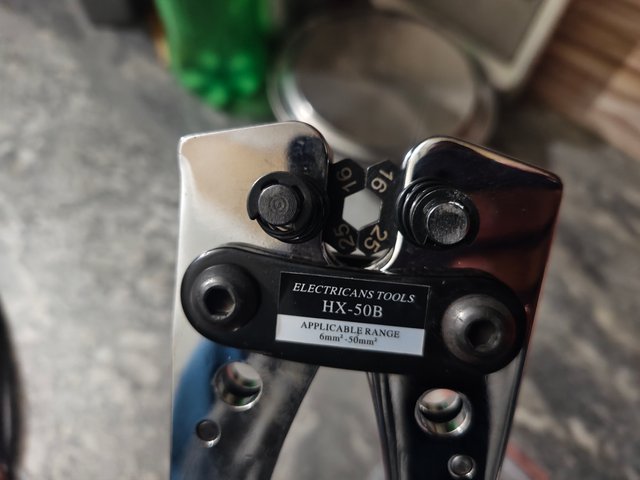 16 16
25 25
ELECTRICANS TOOLS
HX-50B
APPLICABLE RANGE
6mm² -50mm²